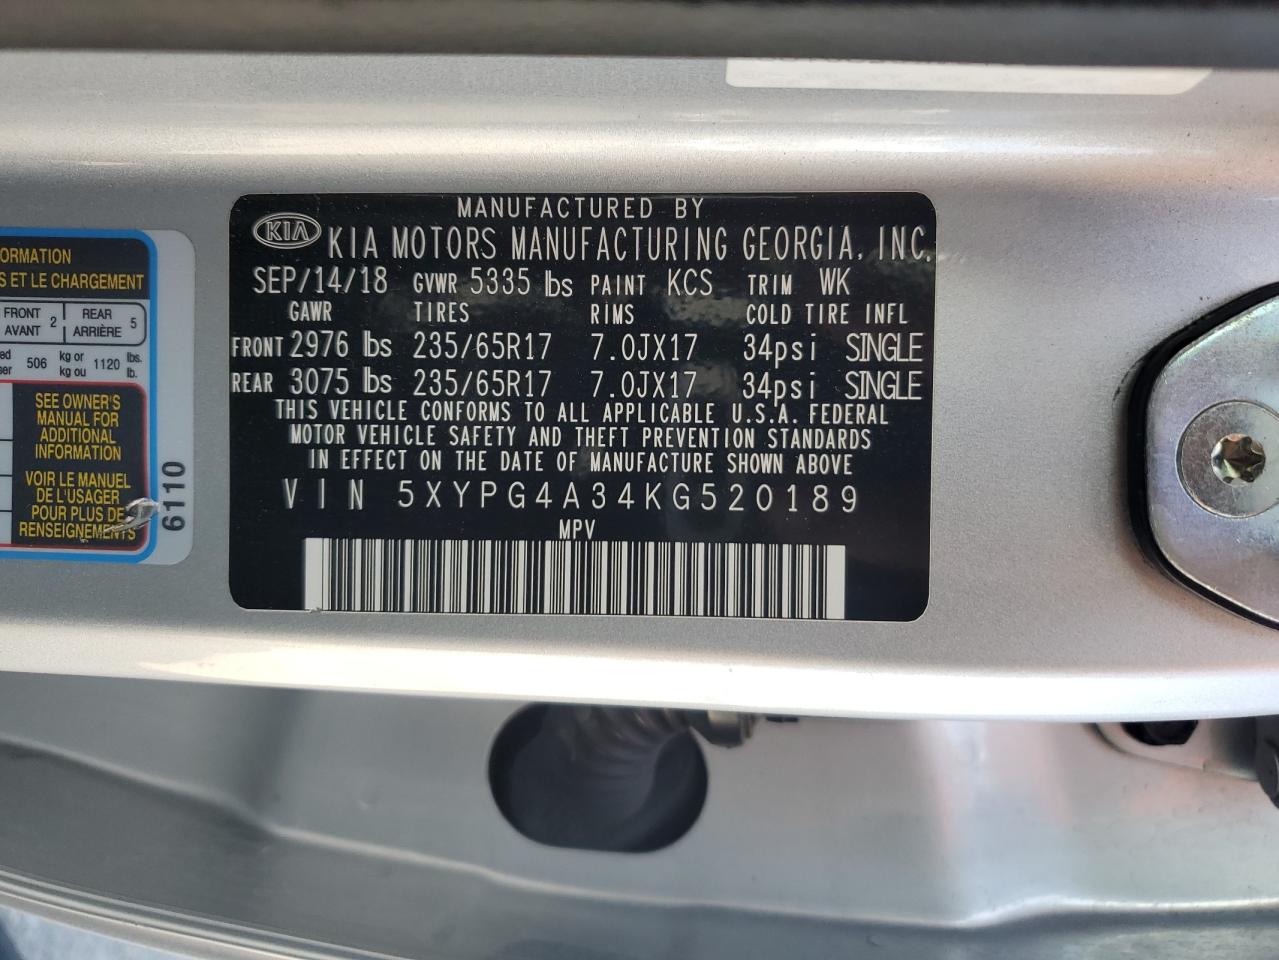 MANUFACTURED BY
KIA KIA MOTORS MANUFACTURING GEORGIA, INC.
SEP/14/18 GVWR 5335 lbs PAINT KCS TRIM WK
GAWR TIRES RIMS COLD TIRE INFL
FRONT 2976 lbs 235/65R17 7.0JX17 34psi SINGLE
REAR 3075 lbs 235/65R17 7.0JX17 34psi SINGLE
THIS VEHICLE CONFORMS TO ALL APPLICABLE U.S.A. FEDERAL
MOTOR VEHICLE SAFETY AND THEFT PREVENTION STANDARDS
IN EFFECT ON THE DATE OF MANUFACTURE SHOWN ABOVE
VIN 5XYPG4A34KG520189
MPV
ORMATION
S ET LE CHARGEMENT
FRONT 2 REAR 5
AVANT ARRIÈRE
506 kg or 1120 lbs.
kg ou lb.
SEE OWNER'S
MANUAL FOR
ADDITIONAL
INFORMATION
VOIR LE MANUEL
DE L'USAGER
POUR PLUS DE
RENSEIGNEMENTS
6110